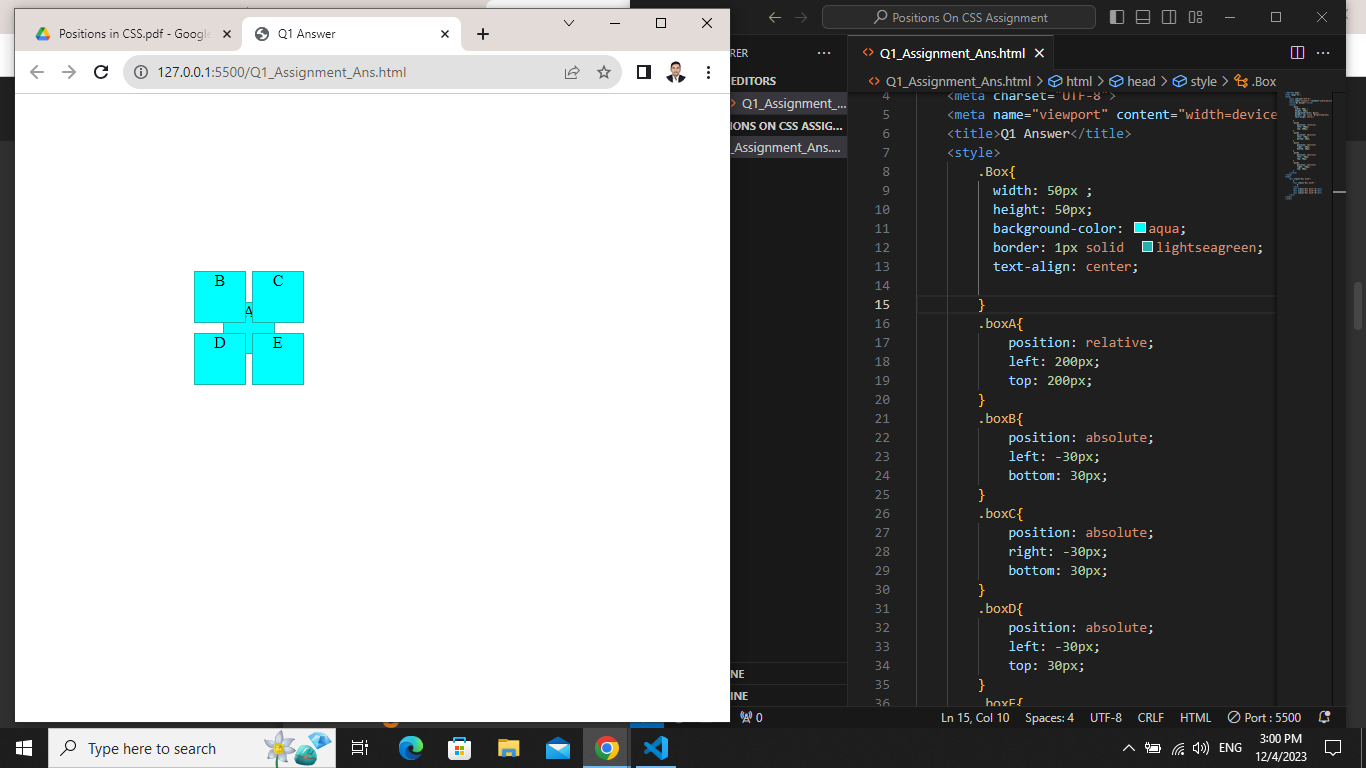 Positions in CSS.pdf - Google
Q1 Answer
127.0.0.1:5500/Q1_Assignment_Ans.html
B
C
A
D
E
Positions On CSS Assignment
RER
EDITORS
Q1_Assignment_...
IONS ON CSS ASSIG...
_Assignment_Ans....
NE
INE
Q1_Assignment_Ans.html
Q1_Assignment_Ans.html > html > head > style > .Box
4 <meta charset="UTF-8">
5 <meta name="viewport" content="width=device
6 <title>Q1 Answer</title>
7 <style>
8 .Box{
9 width: 50px ;
10 height: 50px;
11 background-color: aqua;
12 border: 1px solid lightseagreen;
13 text-align: center;
14
15 }
16 .boxA{
17 position: relative;
18 left: 200px;
19 top: 200px;
20 }
21 .boxB{
22 position: absolute;
23 left: -30px;
24 bottom: 30px;
25 }
26 .boxC{
27 position: absolute;
28 right: -30px;
29 bottom: 30px;
30 }
31 .boxD{
32 position: absolute;
33 left: -30px;
34 top: 30px;
35 }
36 .boxE{
0
Ln 15, Col 10
Spaces: 4
UTF-8
CRLF
HTML
Port : 5500
Type here to search
ENG
3:00 PM
12/4/2023